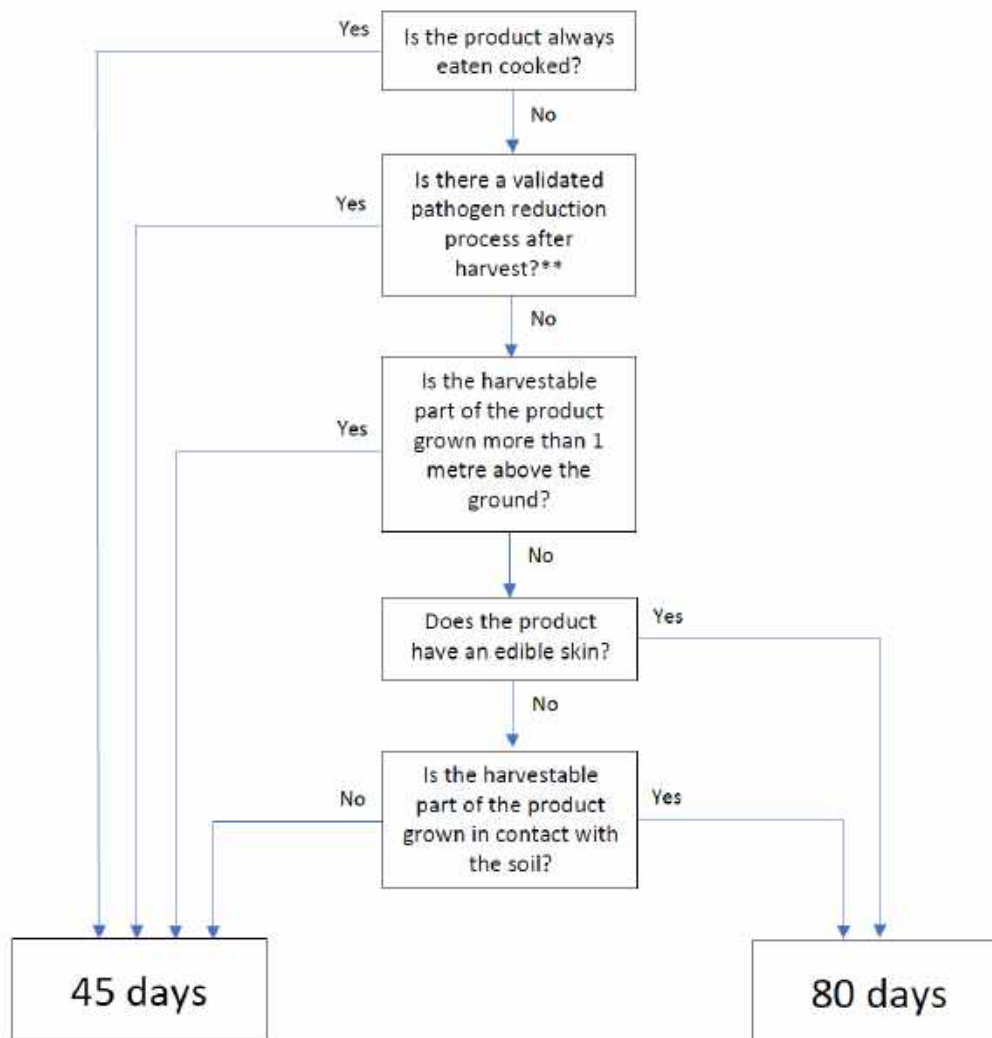 Yes
Is the product always
eaten cooked?
No
Is there a validated
pathogen reduction
process after
harvest?**
Yes
No
Is the harvestable
part of the product
grown more than 1
metre above the
ground?
Yes
No
Does the product
have an edible skin?
Yes
No
Is the harvestable
part of the product
grown in contact with
the soil?
No
Yes
45 days
80 days